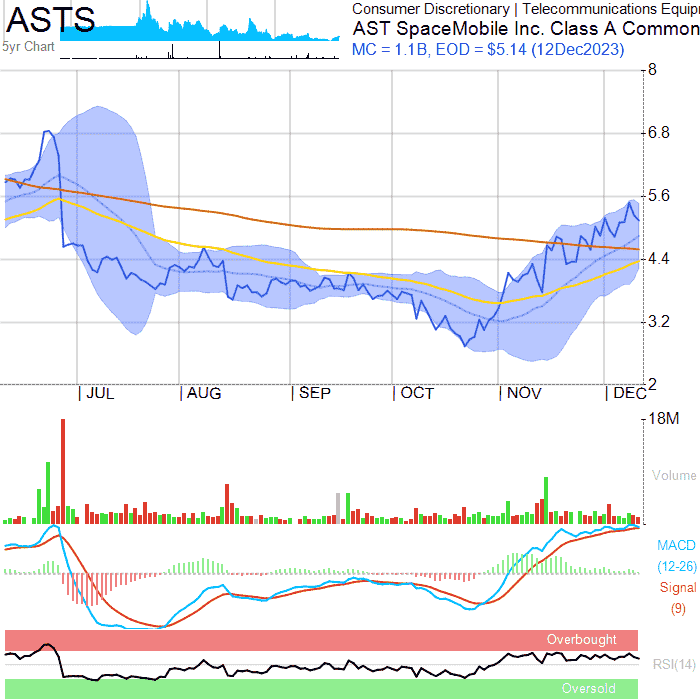 ASTS
5yr Chart
Consumer Discretionary | Telecommunications Equip
AST SpaceMobile Inc. Class A Common
MC = 1.1B, EOD = $5.14 (12Dec2023)
8
6.8
5.6
4.4
3.2
2
| JUL | AUG | SEP | OCT | NOV | DEC
18M
Volume
MACD
(12-26)
Signal
(9)
Overbought
RSI(14)
Oversold